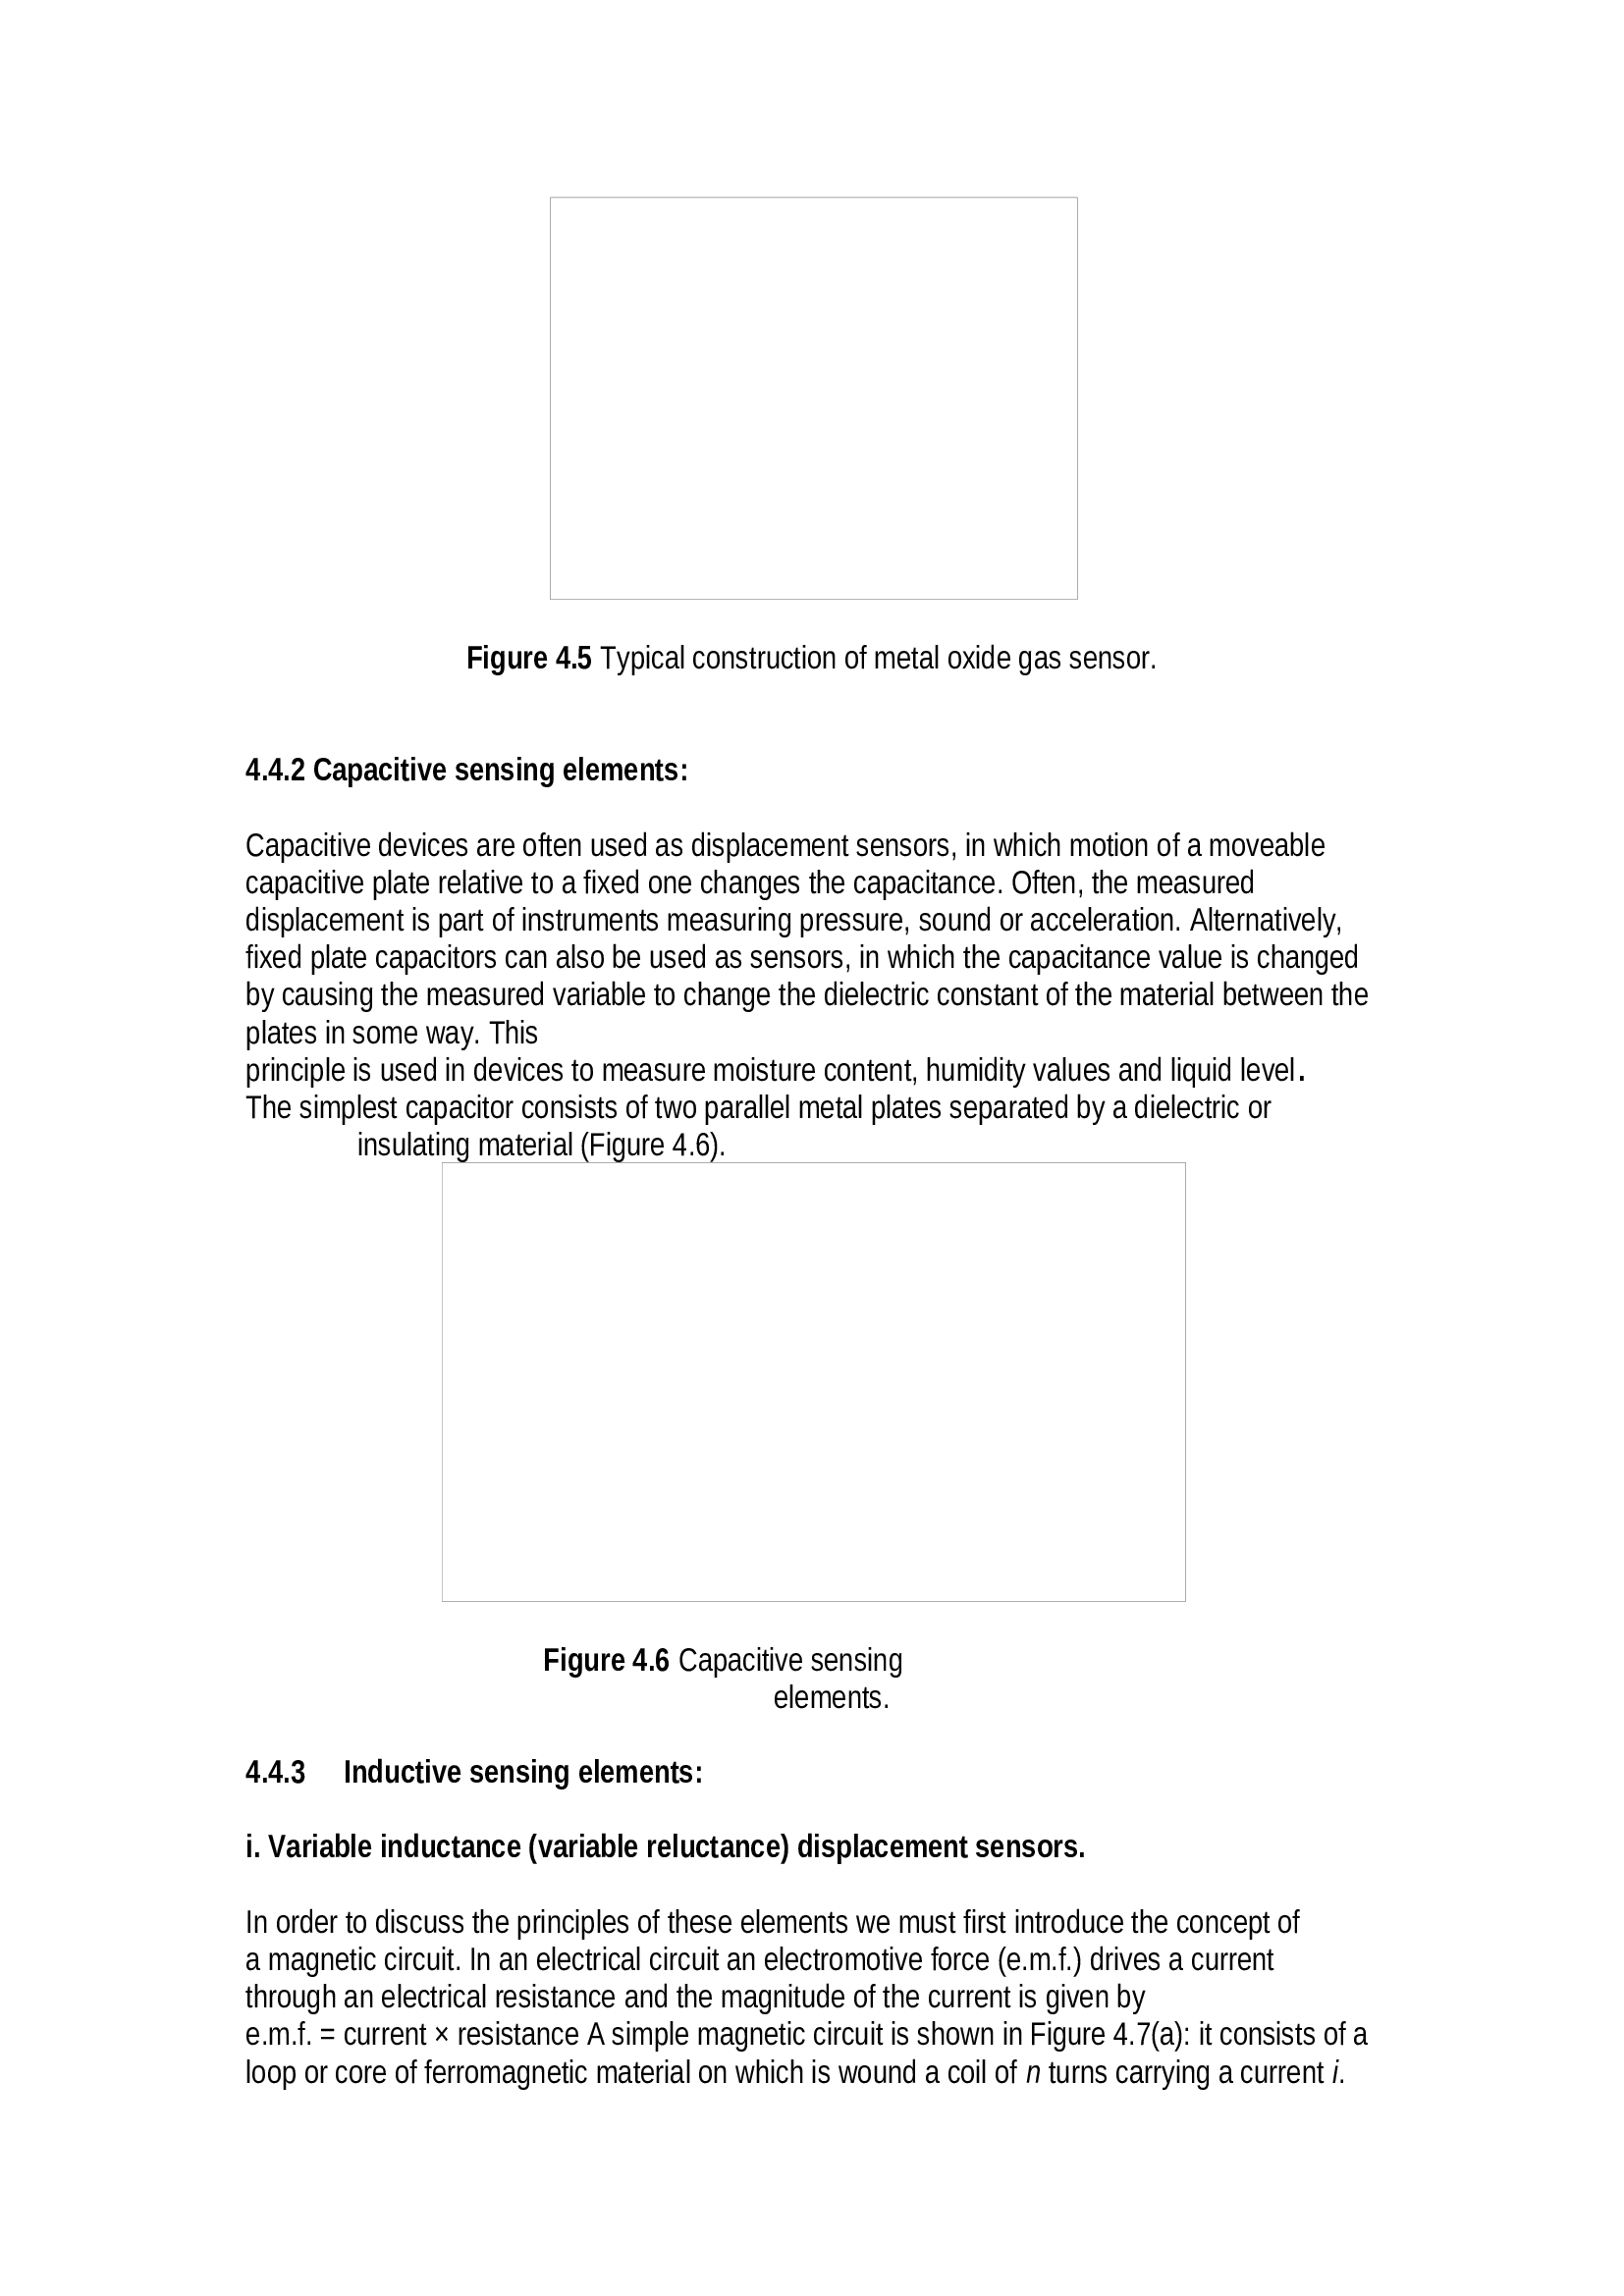 Figure 4.5 Typical construction of metal oxide gas sensor.
4.4.2 Capacitive sensing elements:
Capacitive devices are often used as displacement sensors, in which motion of a moveable
capacitive plate relative to a fixed one changes the capacitance. Often, the measured
displacement is part of instruments measuring pressure, sound or acceleration. Alternatively,
fixed plate capacitors can also be used as sensors, in which the capacitance value is changed
by causing the measured variable to change the dielectric constant of the material between the
plates in some way. This
principle is used in devices to measure moisture content, humidity values and liquid level.
The simplest capacitor consists of two parallel metal plates separated by a dielectric or
insulating material (Figure 4.6).
Figure 4.6 Capacitive sensing
elements.
4.4.3 Inductive sensing elements:
i. Variable inductance (variable reluctance) displacement sensors.
In order to discuss the principles of these elements we must first introduce the concept of
a magnetic circuit. In an electrical circuit an electromotive force (e.m.f.) drives a current
through an electrical resistance and the magnitude of the current is given by
e.m.f. = current × resistance A simple magnetic circuit is shown in Figure 4.7(a): it consists of a
loop or core of ferromagnetic material on which is wound a coil of n turns carrying a current i.